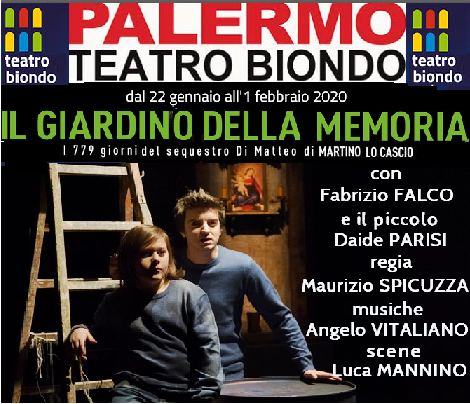 PALERMO
teatro
biondo
TEATRO BIONDO
teatro
biondo
dal 22 gennaio all'1 febbraio 2020
IL GIARDINO DELLA MEMORIA
I 779 giorni del sequestro Di Matteo di MARTINO LO CASCIO
con
Fabrizio FALCO
e il piccolo
Daide PARISI
regia
Maurizio SPICUZZA
musiche
Angelo VITALIANO
scene
Luca MANNINO